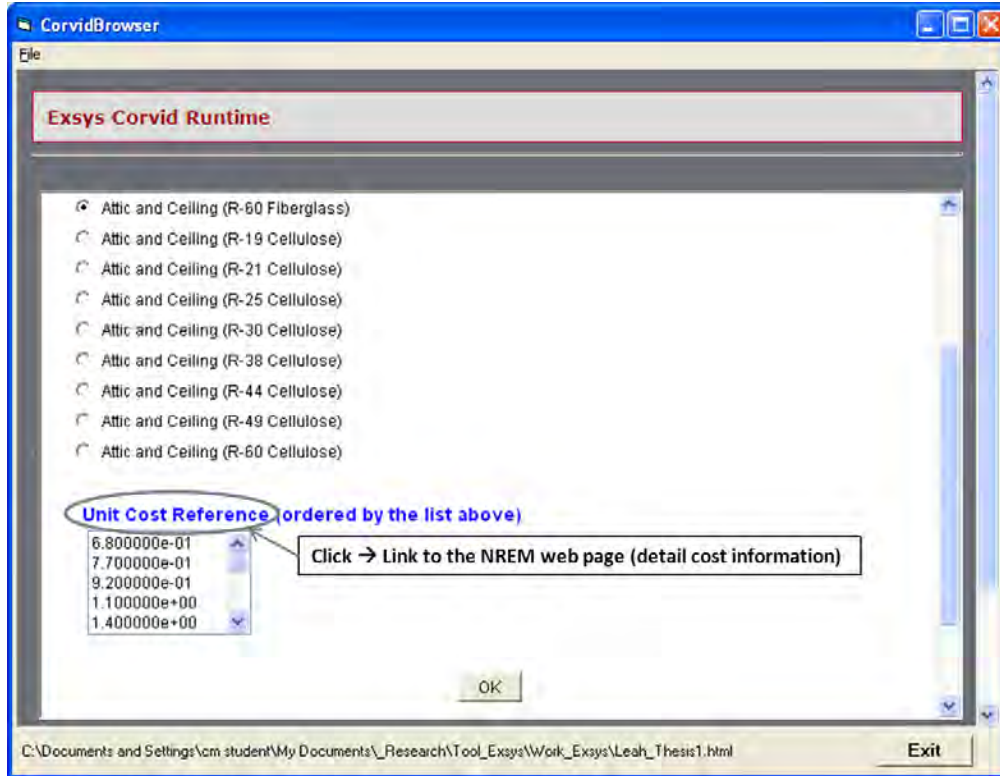 CorvidBrowser
File
Exsys Corvid Runtime
Attic and Ceiling (R-60 Fiberglass)
Attic and Ceiling (R-19 Cellulose)
Attic and Ceiling (R-21 Cellulose)
Attic and Ceiling (R-25 Cellulose)
Attic and Ceiling (R-30 Cellulose)
Attic and Ceiling (R-38 Cellulose)
Attic and Ceiling (R-44 Cellulose)
Attic and Ceiling (R-49 Cellulose)
Attic and Ceiling (R-60 Cellulose)
Unit Cost Reference (ordered by the list above)
6.800000e-01
7.700000e-01
9.200000e-01
1.100000e+00
1.400000e+00
Click → Link to the NREM web page (detail cost information)
OK
C:\Documents and Settings\cm student\My Documents\_Research\Tool_Exsys\Work_Exsys\Leah_Thesis1.html
Exit